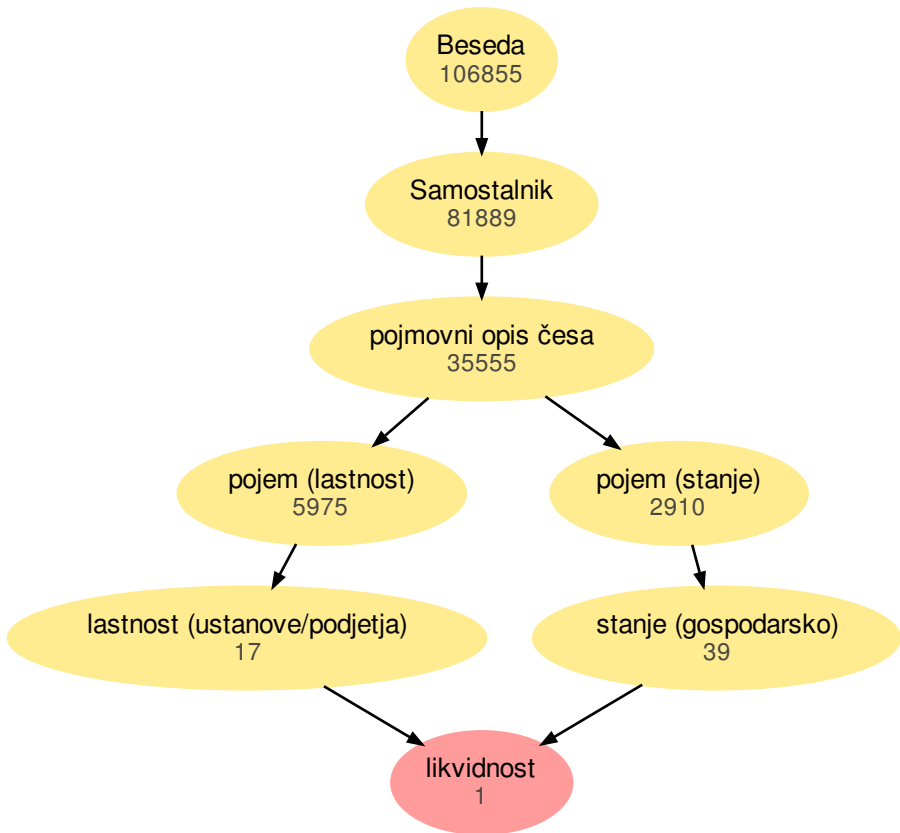 Beseda
106855
Samostalnik
81889
pojmovni opis česa
35555
pojem (lastnost)
5975
pojem (stanje)
2910
lastnost (ustanove/podjetja)
17
stanje (gospodarsko)
39
likvidnost
1